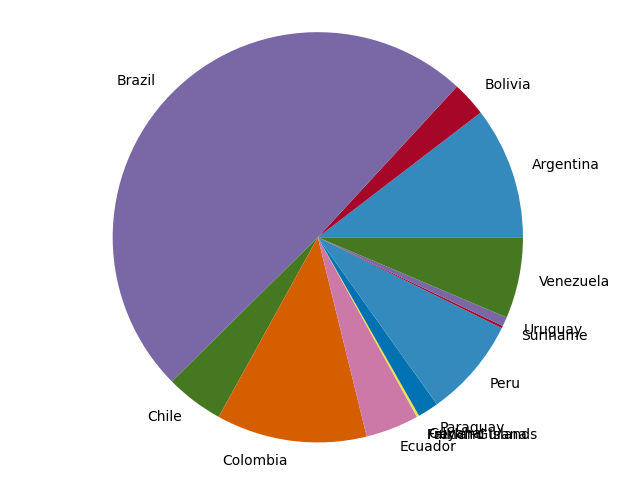 Brazil
Bolivia
Argentina
Venezuela
Uruguay
Suriname
Peru
Paraguay
Ecuador
Colombia
Chile